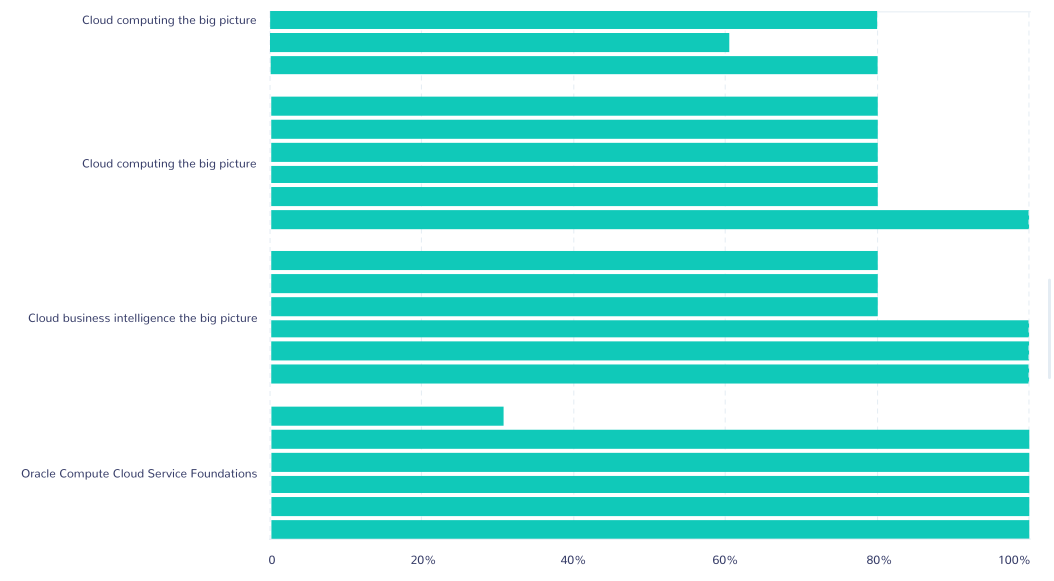 Cloud computing the big picture
Cloud computing the big picture
Cloud business intelligence the big picture
Oracle Compute Cloud Service Foundations
0 20% 40% 60% 80% 100%